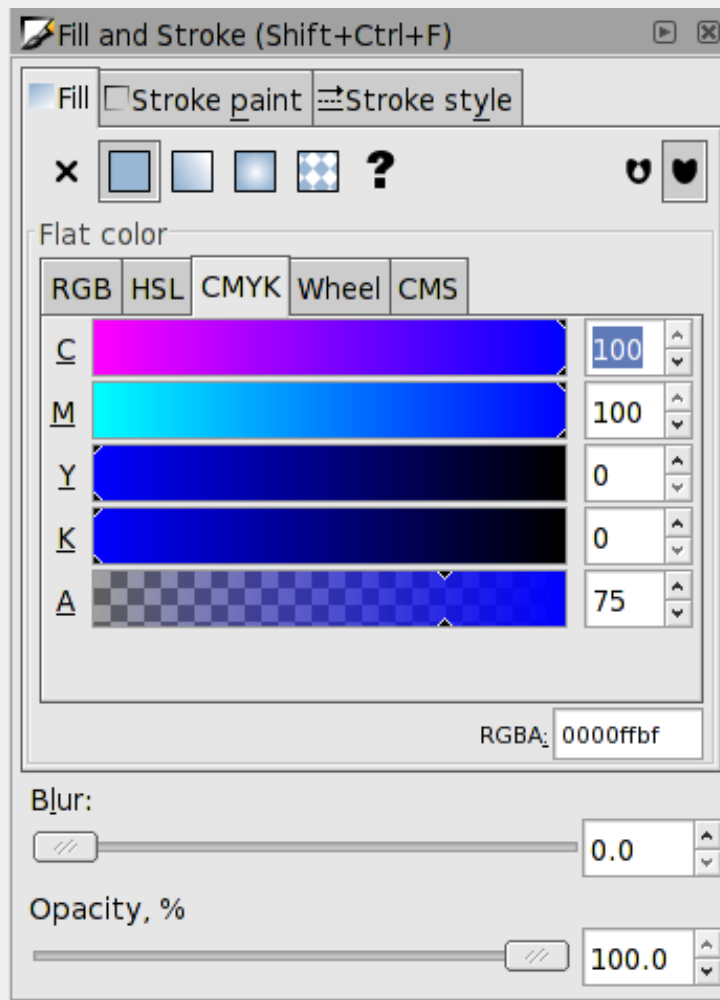 Fill and Stroke (Shift+Ctrl+F)
Fill Stroke paint Stroke style
?
Flat color
RGB HSL CMYK Wheel CMS
C 100
M 100
Y 0
K 0
A 75
RGBA: 0000ffbf
Blur:
0.0
Opacity, %
100.0